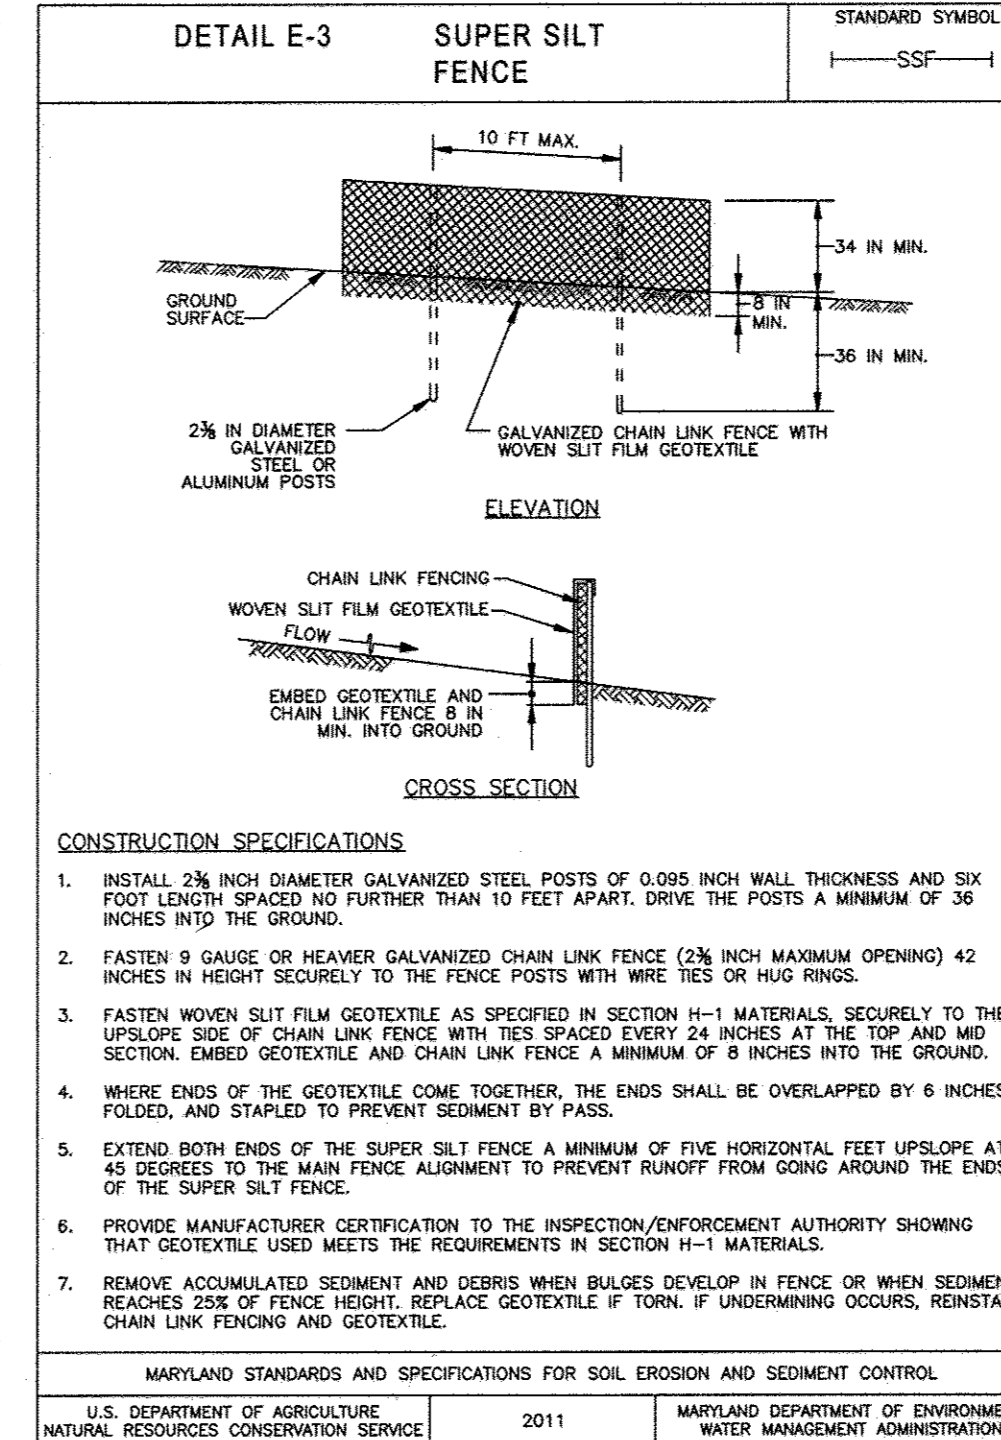 DETAIL E-3 SUPER SILT FENCE
STANDARD SYMBOL
SSF
10 FT MAX.
34 IN MIN.
GROUND
SURFACE
8 IN
MIN.
36 IN MIN.
2⅜ IN DIAMETER
GALVANIZED
STEEL OR
ALUMINUM POSTS
GALVANIZED CHAIN LINK FENCE WITH
WOVEN SLIT FILM GEOTEXTILE
ELEVATION
CHAIN LINK FENCING
WOVEN SLIT FILM GEOTEXTILE
FLOW
EMBED GEOTEXTILE AND
CHAIN LINK FENCE 8 IN
MIN. INTO GROUND
CROSS SECTION
CONSTRUCTION SPECIFICATIONS
1. INSTALL 2⅜ INCH DIAMETER GALVANIZED STEEL POSTS OF 0.095 INCH WALL THICKNESS AND SIX
FOOT LENGTH SPACED NO FURTHER THAN 10 FEET APART. DRIVE THE POSTS A MINIMUM OF 36
INCHES INTO THE GROUND.
2. FASTEN 9 GAUGE OR HEAVIER GALVANIZED CHAIN LINK FENCE (2⅜ INCH MAXIMUM OPENING) 42
INCHES IN HEIGHT SECURELY TO THE FENCE POSTS WITH WIRE TIES OR HUG RINGS.
3. FASTEN WOVEN SLIT FILM GEOTEXTILE AS SPECIFIED IN SECTION H-1 MATERIALS, SECURELY TO THE
UPSLOPE SIDE OF CHAIN LINK FENCE WITH TIES SPACED EVERY 24 INCHES AT THE TOP AND MID
SECTION. EMBED GEOTEXTILE AND CHAIN LINK FENCE A MINIMUM OF 8 INCHES INTO THE GROUND.
4. WHERE ENDS OF THE GEOTEXTILE COME TOGETHER, THE ENDS SHALL BE OVERLAPPED BY 6 INCHES
FOLDED, AND STAPLED TO PREVENT SEDIMENT BY PASS.
5. EXTEND BOTH ENDS OF THE SUPER SILT FENCE A MINIMUM OF FIVE HORIZONTAL FEET UPSLOPE AT
45 DEGREES TO THE MAIN FENCE ALIGNMENT TO PREVENT RUNOFF FROM GOING AROUND THE ENDS
OF THE SUPER SILT FENCE.
6. PROVIDE MANUFACTURER CERTIFICATION TO THE INSPECTION/ENFORCEMENT AUTHORITY SHOWING
THAT GEOTEXTILE USED MEETS THE REQUIREMENTS IN SECTION H-1 MATERIALS.
7. REMOVE ACCUMULATED SEDIMENT AND DEBRIS WHEN BULGES DEVELOP IN FENCE OR WHEN SEDIMEN
REACHES 25% OF FENCE HEIGHT. REPLACE GEOTEXTILE IF TORN. IF UNDERMINING OCCURS, REINSTA
CHAIN LINK FENCING AND GEOTEXTILE.
MARYLAND STANDARDS AND SPECIFICATIONS FOR SOIL EROSION AND SEDIMENT CONTROL
U.S. DEPARTMENT OF AGRICULTURE
NATURAL RESOURCES CONSERVATION SERVICE
2011
MARYLAND DEPARTMENT OF ENVIRONME
WATER MANAGEMENT ADMINISTRATION